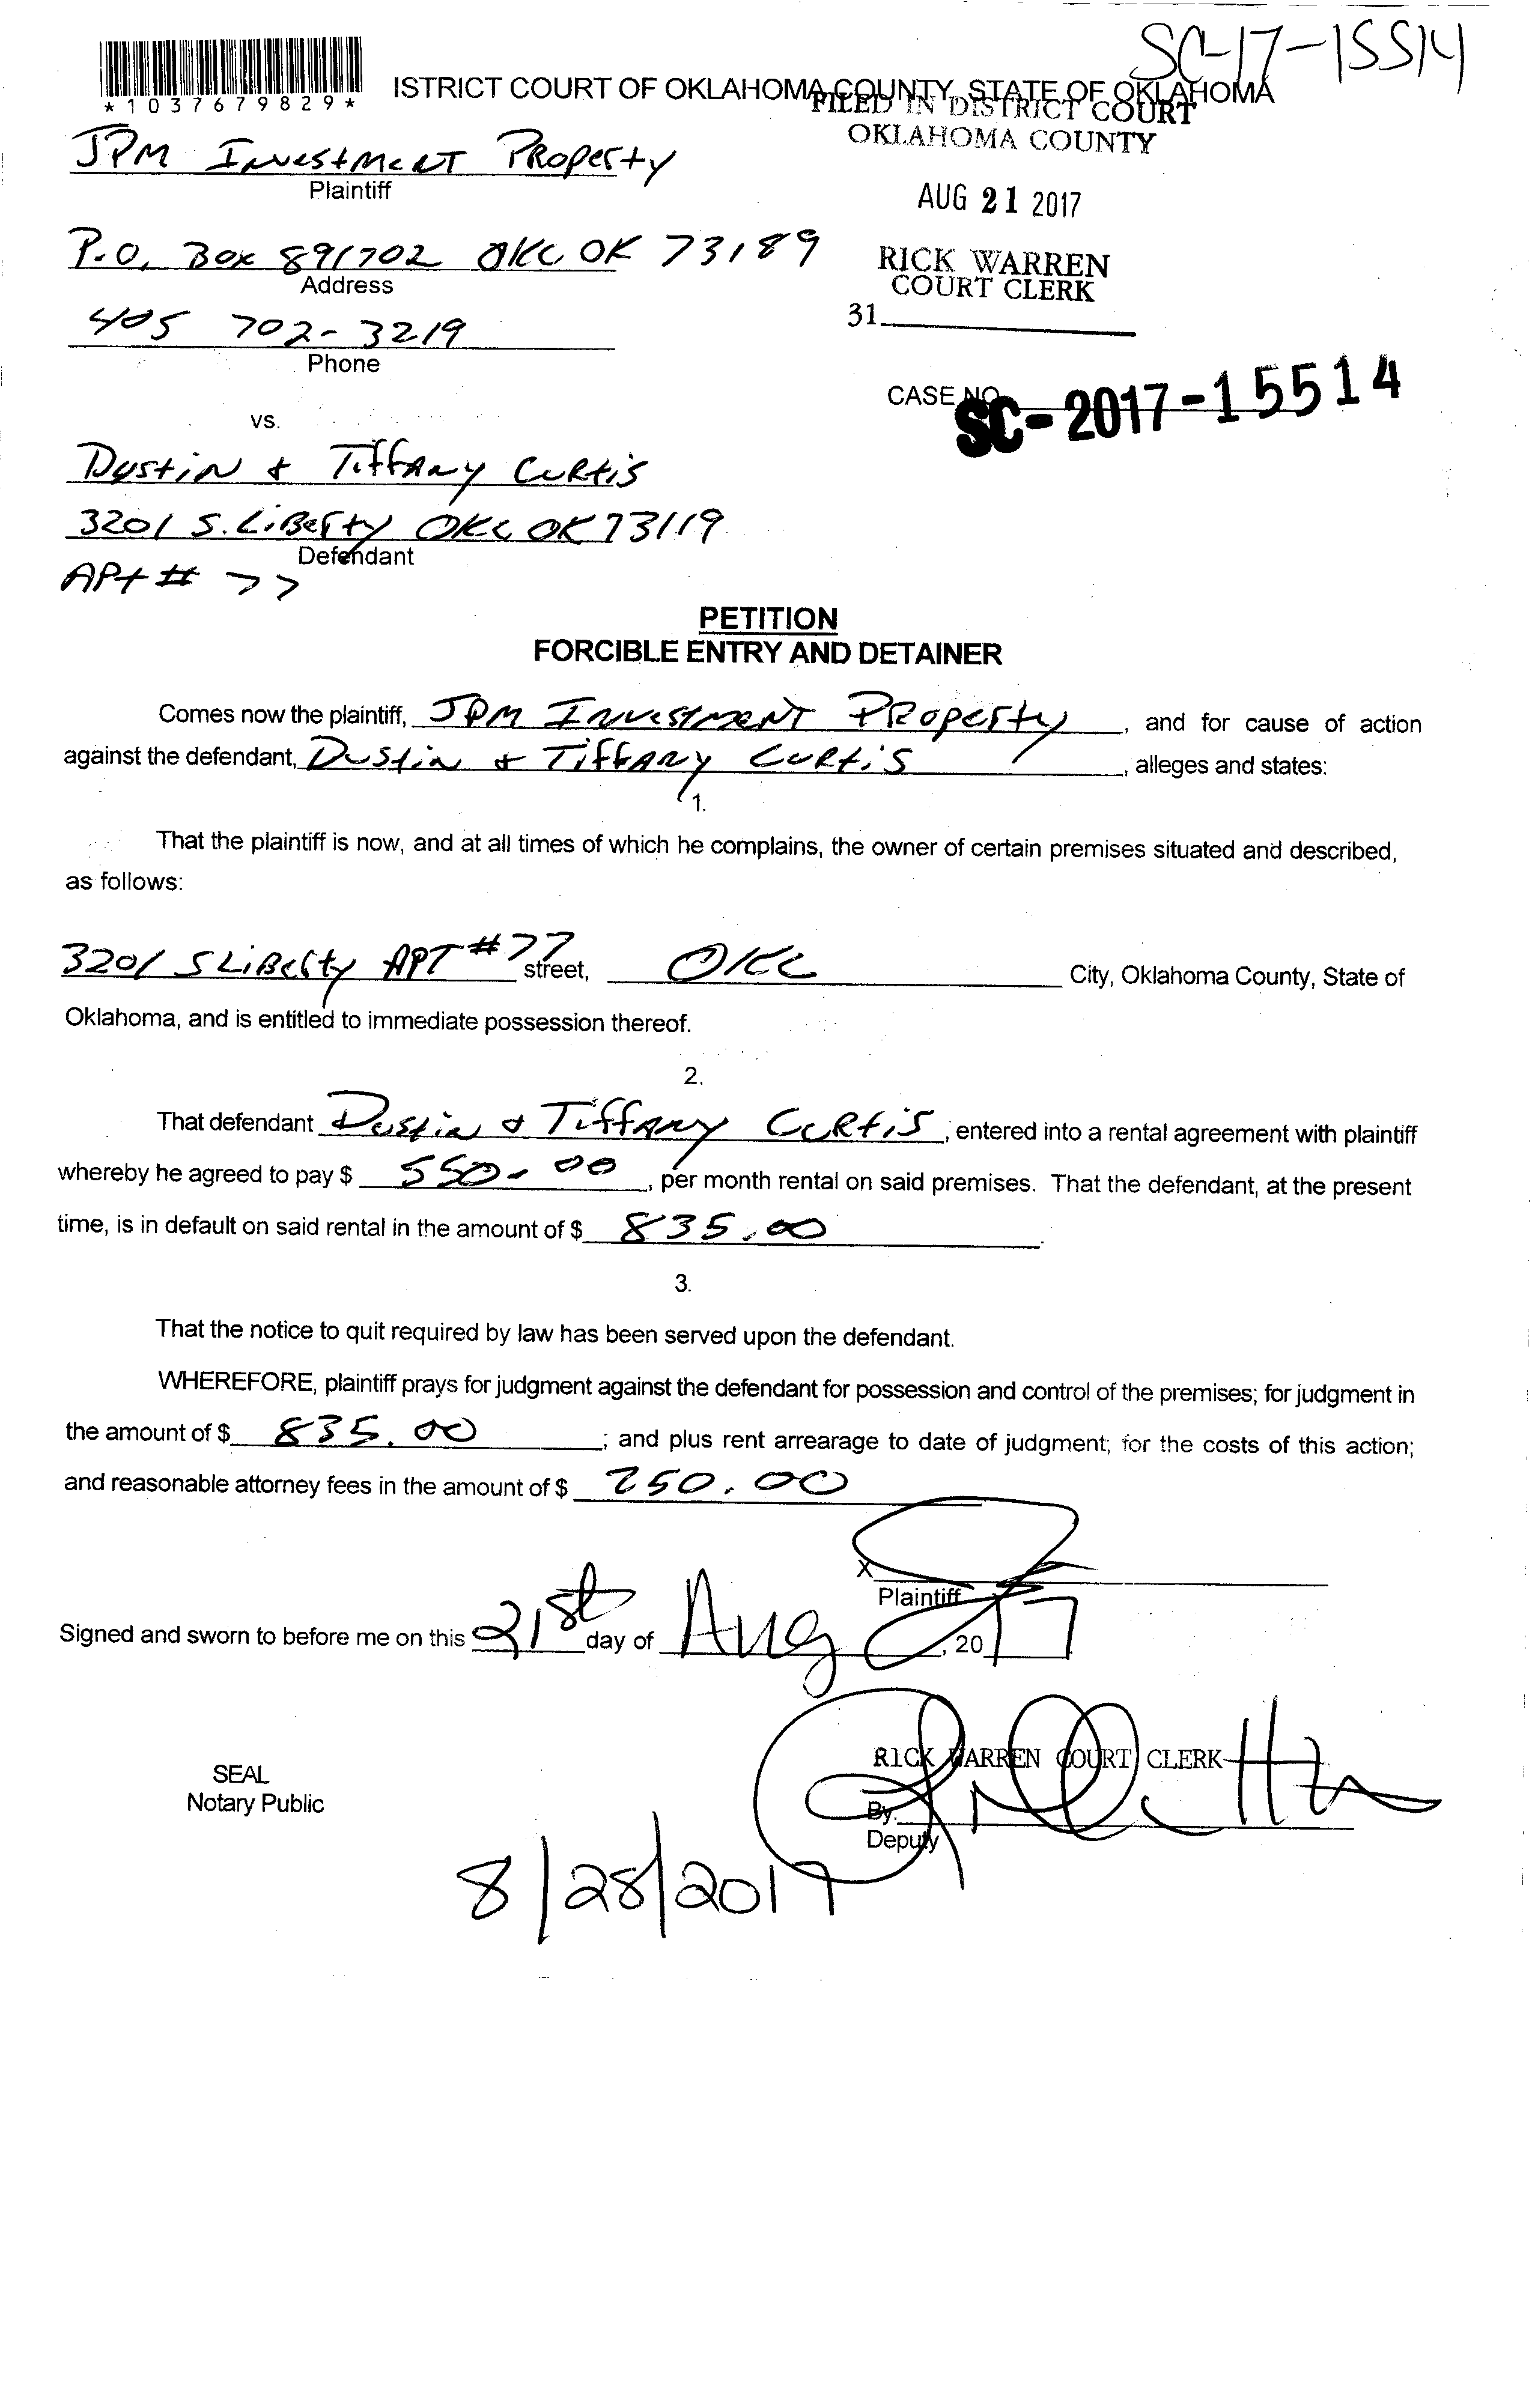 SC-17-15514
*1037679829*
ISTRICT COURT OF OKLAHOMA COUNTY, STATE OF OKLAHOMA
FILED IN DISTRICT COURT
OKLAHOMA COUNTY
JPM Investment Property
Plaintiff
AUG 21 2017
P.O. Box 891702 OKC OK 73189
Address
RICK WARREN
COURT CLERK
405 702-3219
Phone
31
CASE NO.
SC-2017-15514
vs.
Dustin & Tiffany Curtis
3201 S. Liberty OKC OK 73119
Defendant
APt # 77
PETITION
FORCIBLE ENTRY AND DETAINER
Comes now the plaintiff, JPM Investment Property, and for cause of action
against the defendant, Dustin & Tiffany Curtis, alleges and states:
1.
That the plaintiff is now, and at all times of which he complains, the owner of certain premises situated and described,
as follows:
3201 S Liberty APT #77 street, OKC City, Oklahoma County, State of
Oklahoma, and is entitled to immediate possession thereof.
2.
That defendant Dustin & Tiffany Curtis, entered into a rental agreement with plaintiff
whereby he agreed to pay $ 550.00, per month rental on said premises. That the defendant, at the present
time, is in default on said rental in the amount of $ 835.00.
3.
That the notice to quit required by law has been served upon the defendant.
WHEREFORE, plaintiff prays for judgment against the defendant for possession and control of the premises; for judgment in
the amount of $ 835.00; and plus rent arrearage to date of judgment; for the costs of this action;
and reasonable attorney fees in the amount of $ 250.00
X
Plaintiff
Signed and sworn to before me on this 21st day of Aug, 2017
RICK WARREN COURT CLERK
SEAL
Notary Public
By:
Deputy
8/28/2017